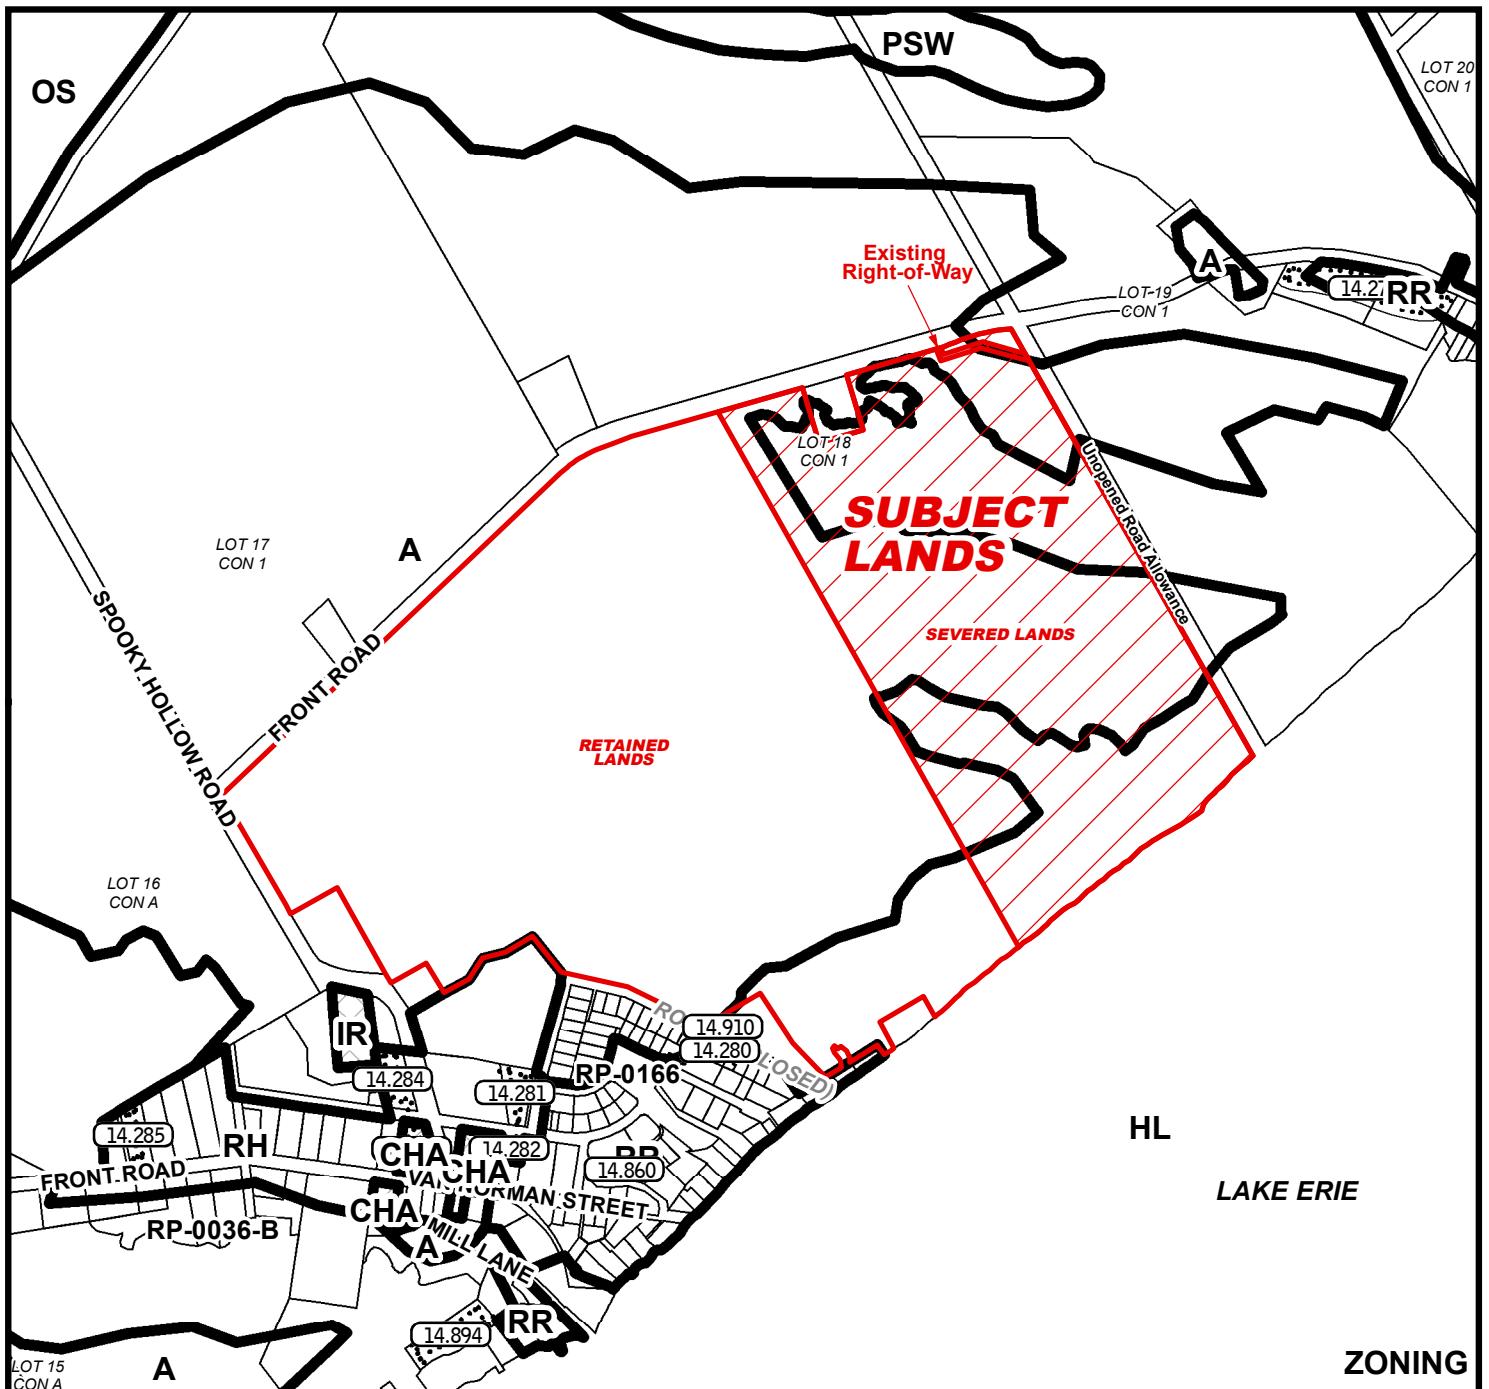 PSW
OS
LOT 20
CON 1
Existing
Right-of-Way
A
LOT 19
CON 1
RR
LOT 18
CON 1
SUBJECT
LANDS
Unopened Road Allowance
LOT 17
CON 1
A
SEVERED LANDS
SPOOKY HOLLOW ROAD
FRONT ROAD
RETAINED
LANDS
LOT 16
CON A
14.910
14.280
IR
14.284
14.281
RP-0166
14.285
RH
CHA
CHA
14.282
14.860
HL
FRONT ROAD
NORMAN STREET
LAKE ERIE
CHA
RP-0036-B
A
MILL LANE
RR
14.894
LOT 15
CON A
A
ZONING